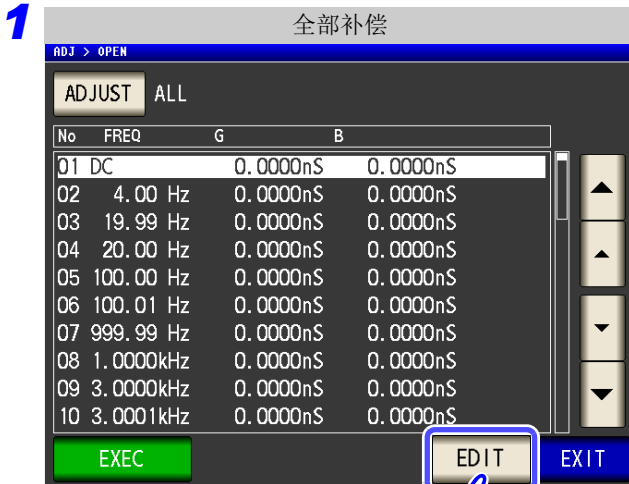 1
全部补偿
ADJ > OPEN
ADJUST ALL
No FREQ G B
01 DC 0.0000nS 0.0000nS
02 4.00 Hz 0.0000nS 0.0000nS
03 19.99 Hz 0.0000nS 0.0000nS
04 20.00 Hz 0.0000nS 0.0000nS
05 100.00 Hz 0.0000nS 0.0000nS
06 100.01 Hz 0.0000nS 0.0000nS
07 999.99 Hz 0.0000nS 0.0000nS
08 1.0000kHz 0.0000nS 0.0000nS
09 3.0000kHz 0.0000nS 0.0000nS
10 3.0001kHz 0.0000nS 0.0000nS
EXEC EDIT EXIT